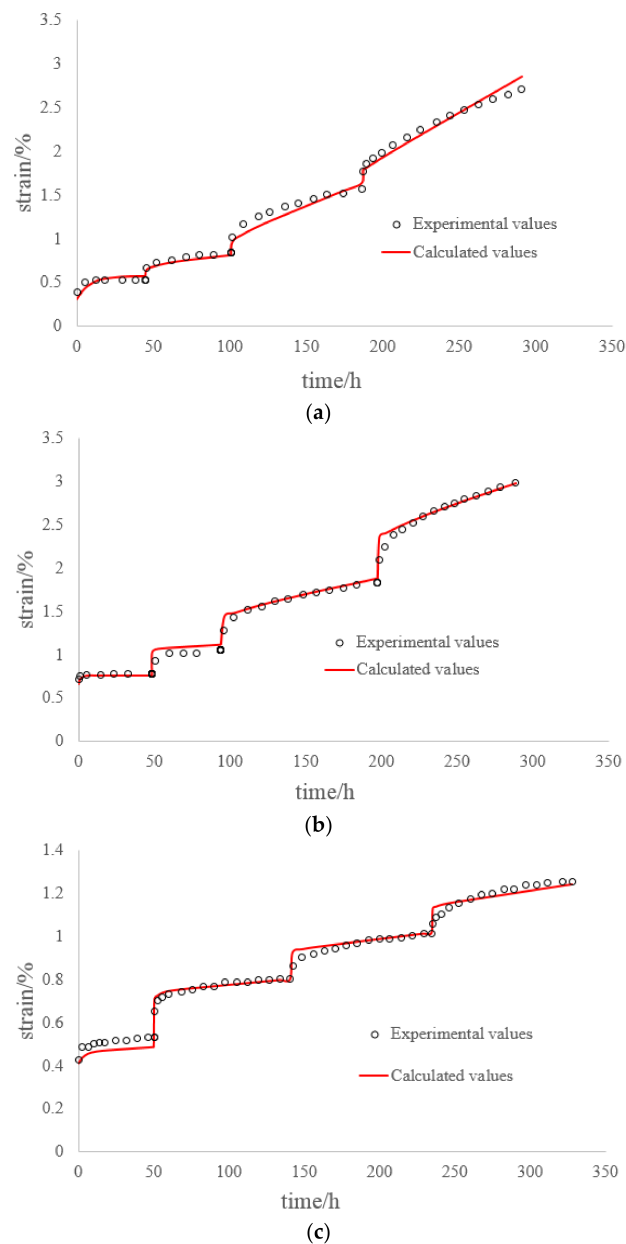 3.5
3
2.5
2
1.5
1
0.5
0
strain/%
Experimental values
Calculated values
0 50 100 150 200 250 300 350
time/h
(a)
3.5
3
2.5
2
1.5
1
0.5
0
strain/%
Experimental values
Calculated values
0 50 100 150 200 250 300 350
time/h
(b)
1.4
1.2
1
0.8
0.6
0.4
0.2
0
strain/%
Experimental values
Calculated values
0 50 100 150 200 250 300 350
time/h
(c)